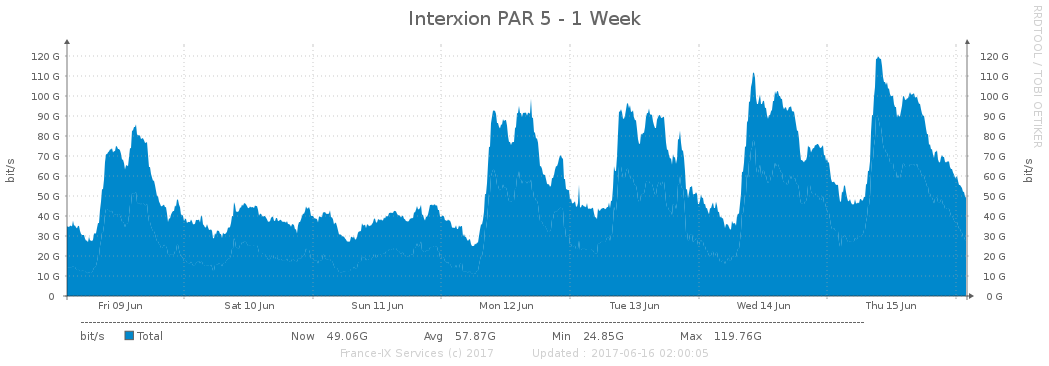 Interxion PAR 5 - 1 Week
RRDTOOL / TOBI OETIKER
bit/s
120 G 120 G
110 G 110 G
100 G 100 G
90 G 90 G
80 G 80 G
70 G 70 G
60 G 60 G
50 G 50 G
40 G 40 G
30 G 30 G
20 G 20 G
10 G 10 G
0 0 G
bit/s
Fri 09 Jun Sat 10 Jun Sun 11 Jun Mon 12 Jun Tue 13 Jun Wed 14 Jun Thu 15 Jun
bit/s Total Now 49.06G Avg 57.87G Min 24.85G Max 119.76G
France-IX Services (c) 2017 Updated : 2017-06-16 02:00:05